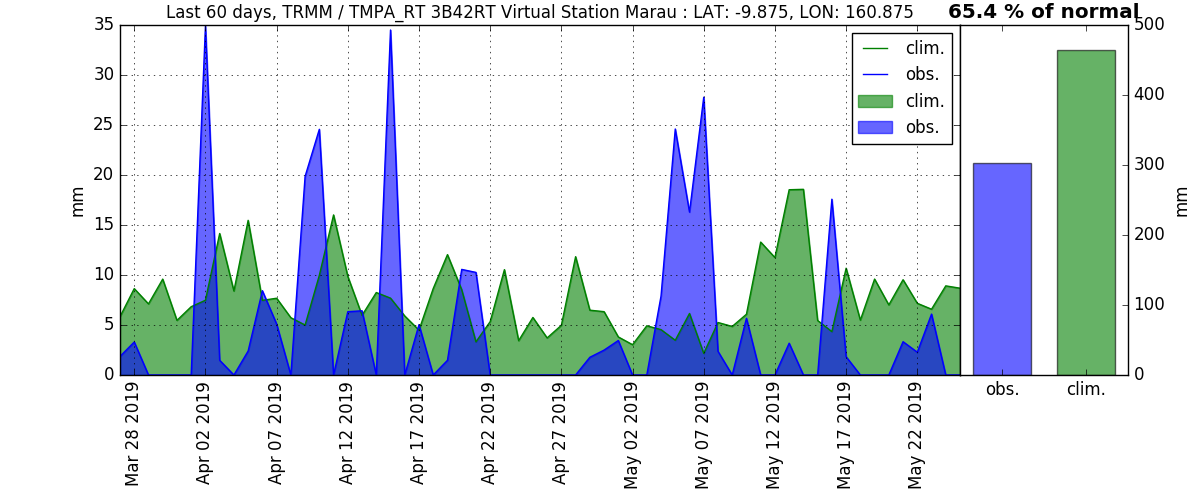 Last 60 days, TRMM / TMPA_RT 3B42RT Virtual Station Marau : LAT: -9.875, LON: 160.875
65.4 % of normal
35
30
25
20
15
10
5
0
mm
clim.
obs.
clim.
obs.
Mar 28 2019
Apr 02 2019
Apr 07 2019
Apr 12 2019
Apr 17 2019
Apr 22 2019
Apr 27 2019
May 02 2019
May 07 2019
May 12 2019
May 17 2019
May 22 2019
500
400
300
200
100
0
mm
obs.
clim.